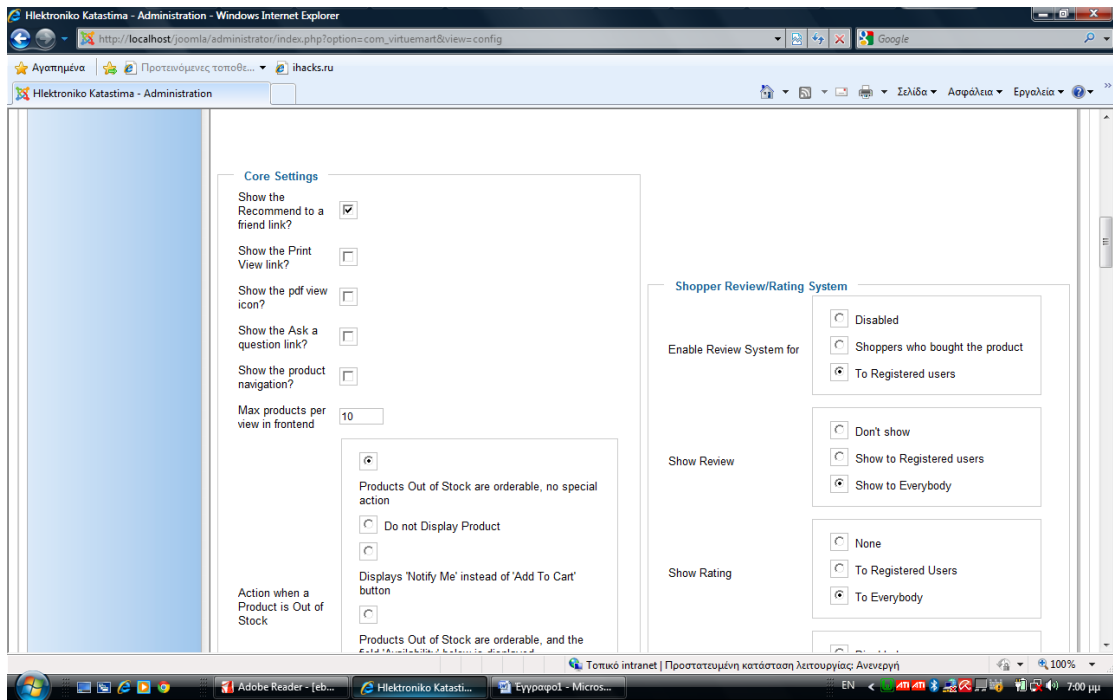 Hlektroniko Katastima - Administration - Windows Internet Explorer
http://localhost/joomla/administrator/index.php?option=com_virtuemart&view=config
Google
Αγαπημένα
Προτεινόμενες τοποθε...
ihacks.ru
Hlektroniko Katastima - Administration
Σελίδα
Ασφάλεια
Εργαλεία
Core Settings
Show the
Recommend to a
friend link?
Show the Print
View link?
Show the pdf view
icon?
Show the Ask a
question link?
Show the product
navigation?
Max products per
view in frontend
10
Action when a
Product is Out of
Stock
Products Out of Stock are orderable, no special
action
Do not Display Product
Displays 'Notify Me' instead of 'Add To Cart'
button
Products Out of Stock are orderable, and the
field 'Availability' below is displayed
Shopper Review/Rating System
Enable Review System for
Disabled
Shoppers who bought the product
To Registered users
Show Review
Don't show
Show to Registered users
Show to Everybody
Show Rating
None
To Registered Users
To Everybody
Τοπικό intranet | Προστατευμένη κατάσταση λειτουργίας: Ανενεργή
100%
Adobe Reader - [eb...
Hlektroniko Katasti...
Έγγραφο1 - Micros...
EN
7:00 μμ